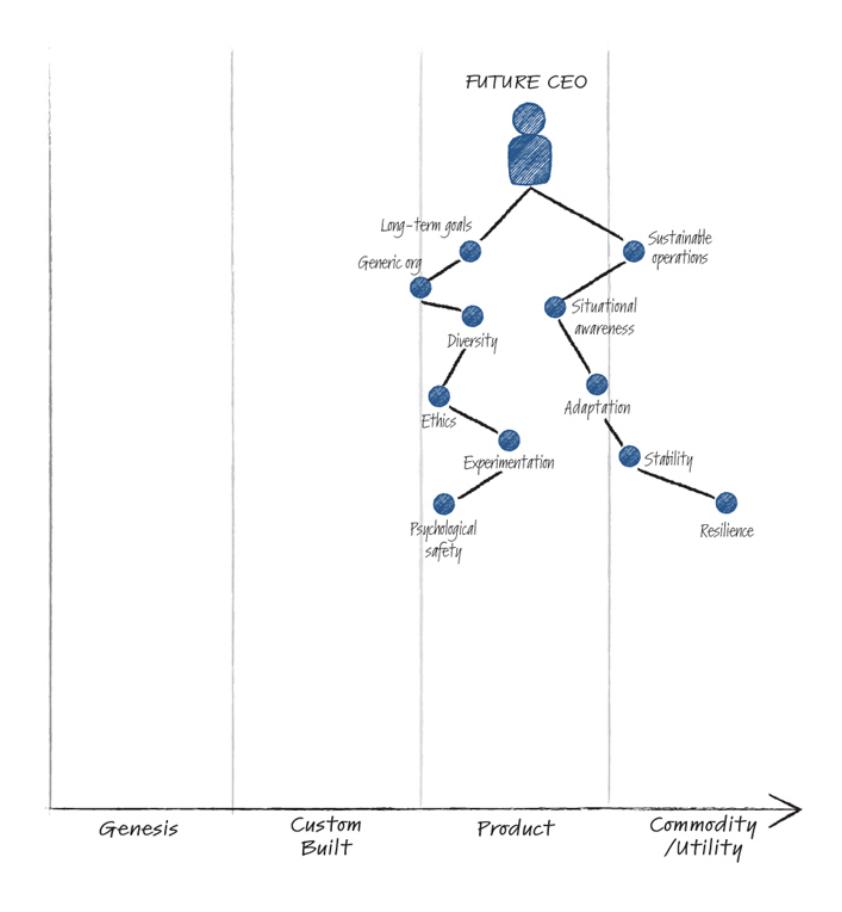 FUTURE CEO
Long-term goals
Sustainable
operations
Generic org
Situational
awareness
Diversity
Adaptation
Ethics
Experimentation
Stability
Psychological
safety
Resilience
Genesis
Custom
Built
Product
Commodity
/Utility